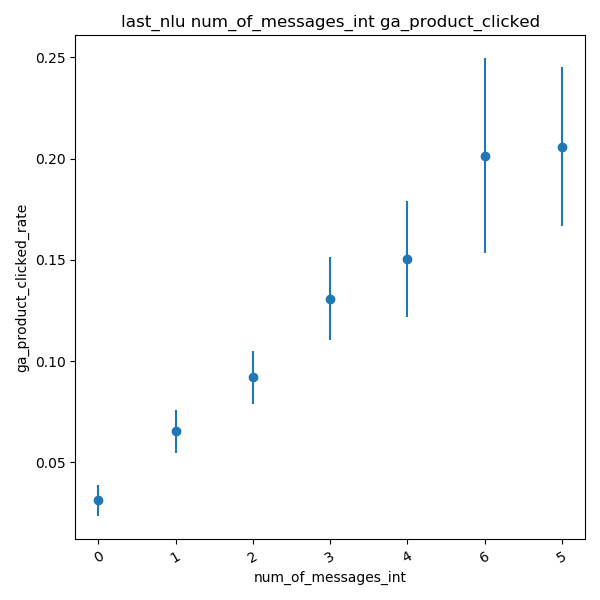 last_nlu num_of_messages_int ga_product_clicked
ga_product_clicked_rate
0.25
0.20
0.15
0.10
0.05
0 1 2 3 4 6 5
num_of_messages_int